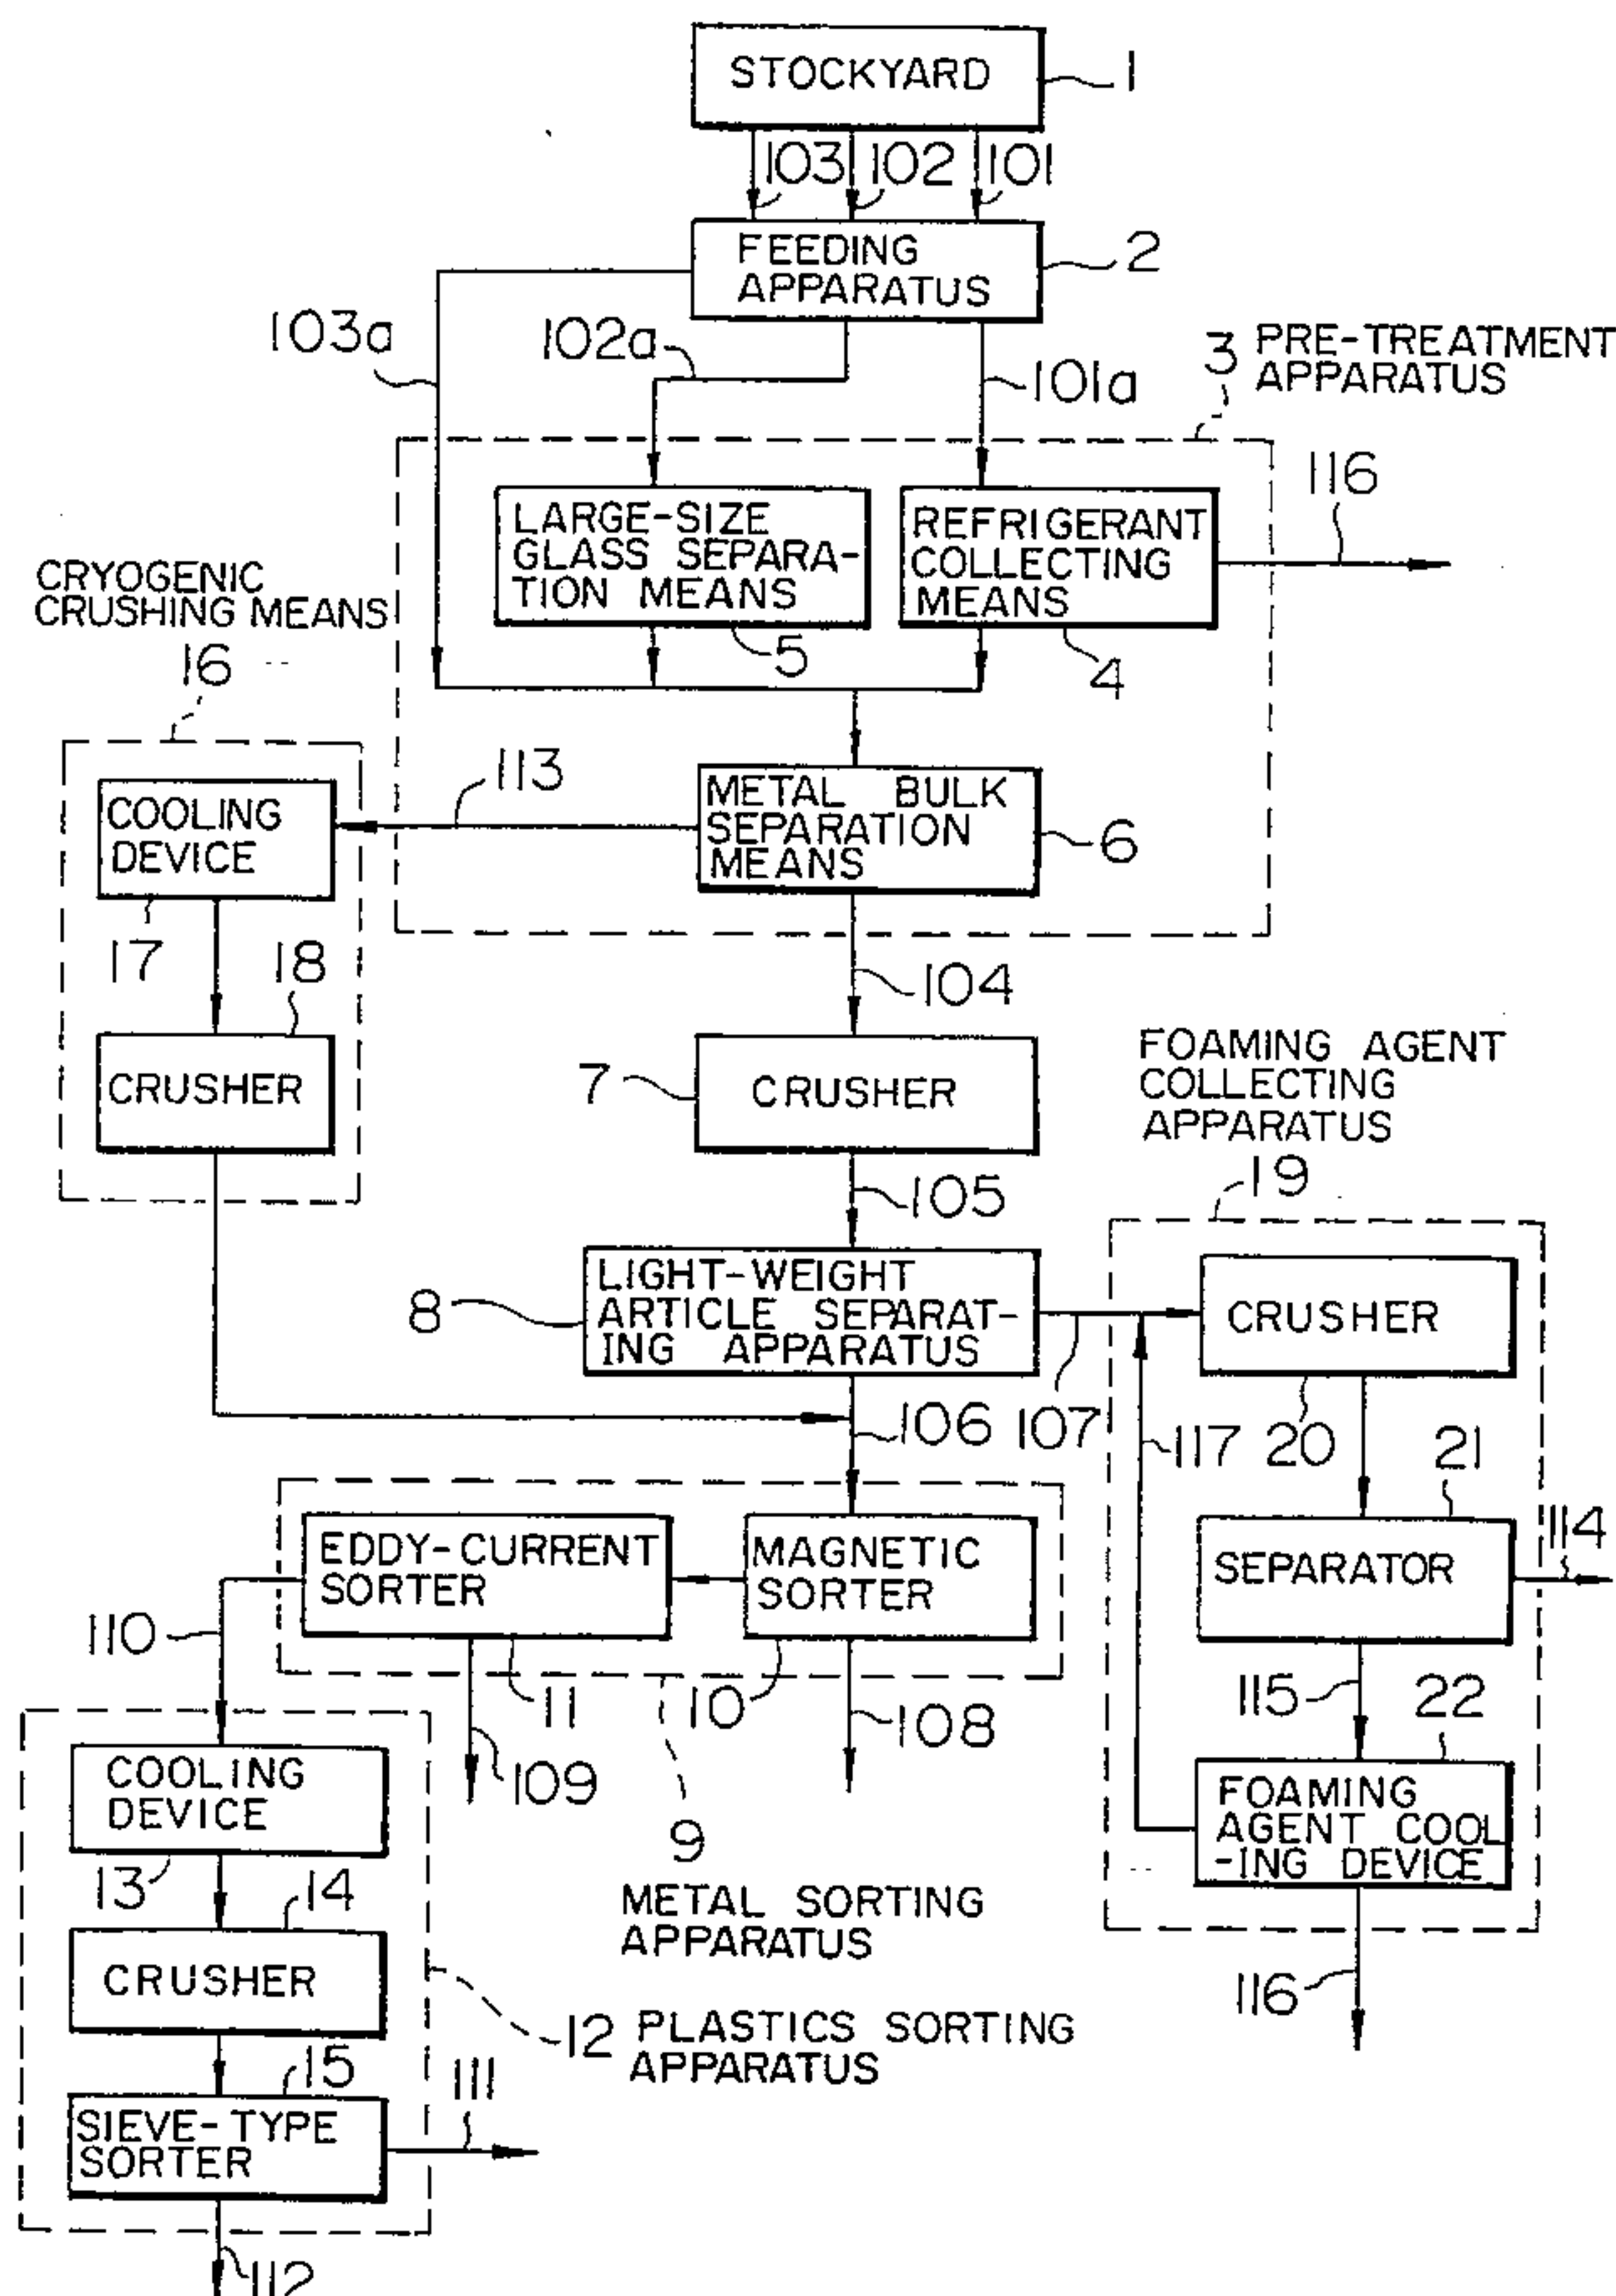 STOCKYARD
1
103
102
101
FEEDING
APPARATUS
2
103a
102a
101a
3
PRE-TREATMENT
APPARATUS
LARGE-SIZE
GLASS SEPARA-
TION MEANS
5
REFRIGERANT
COLLECTING
MEANS
4
116
CRYOGENIC
CRUSHING MEANS
16
COOLING
DEVICE
17
113
METAL BULK
SEPARATION
MEANS
6
18
CRUSHER
104
7
CRUSHER
105
FOAMING AGENT
COLLECTING
APPARATUS
19
8
LIGHT-WEIGHT
ARTICLE SEPARAT-
ING APPARATUS
107
CRUSHER
20
106
117
21
SEPARATOR
114
EDDY-CURRENT
SORTER
11
MAGNETIC
SORTER
10
110
109
108
9
METAL SORTING
APPARATUS
115
22
FOAMING
AGENT COOL
-ING DEVICE
116
COOLING
DEVICE
13
14
CRUSHER
12 PLASTICS SORTING
APPARATUS
15
SIEVE-TYPE
SORTER
111
112